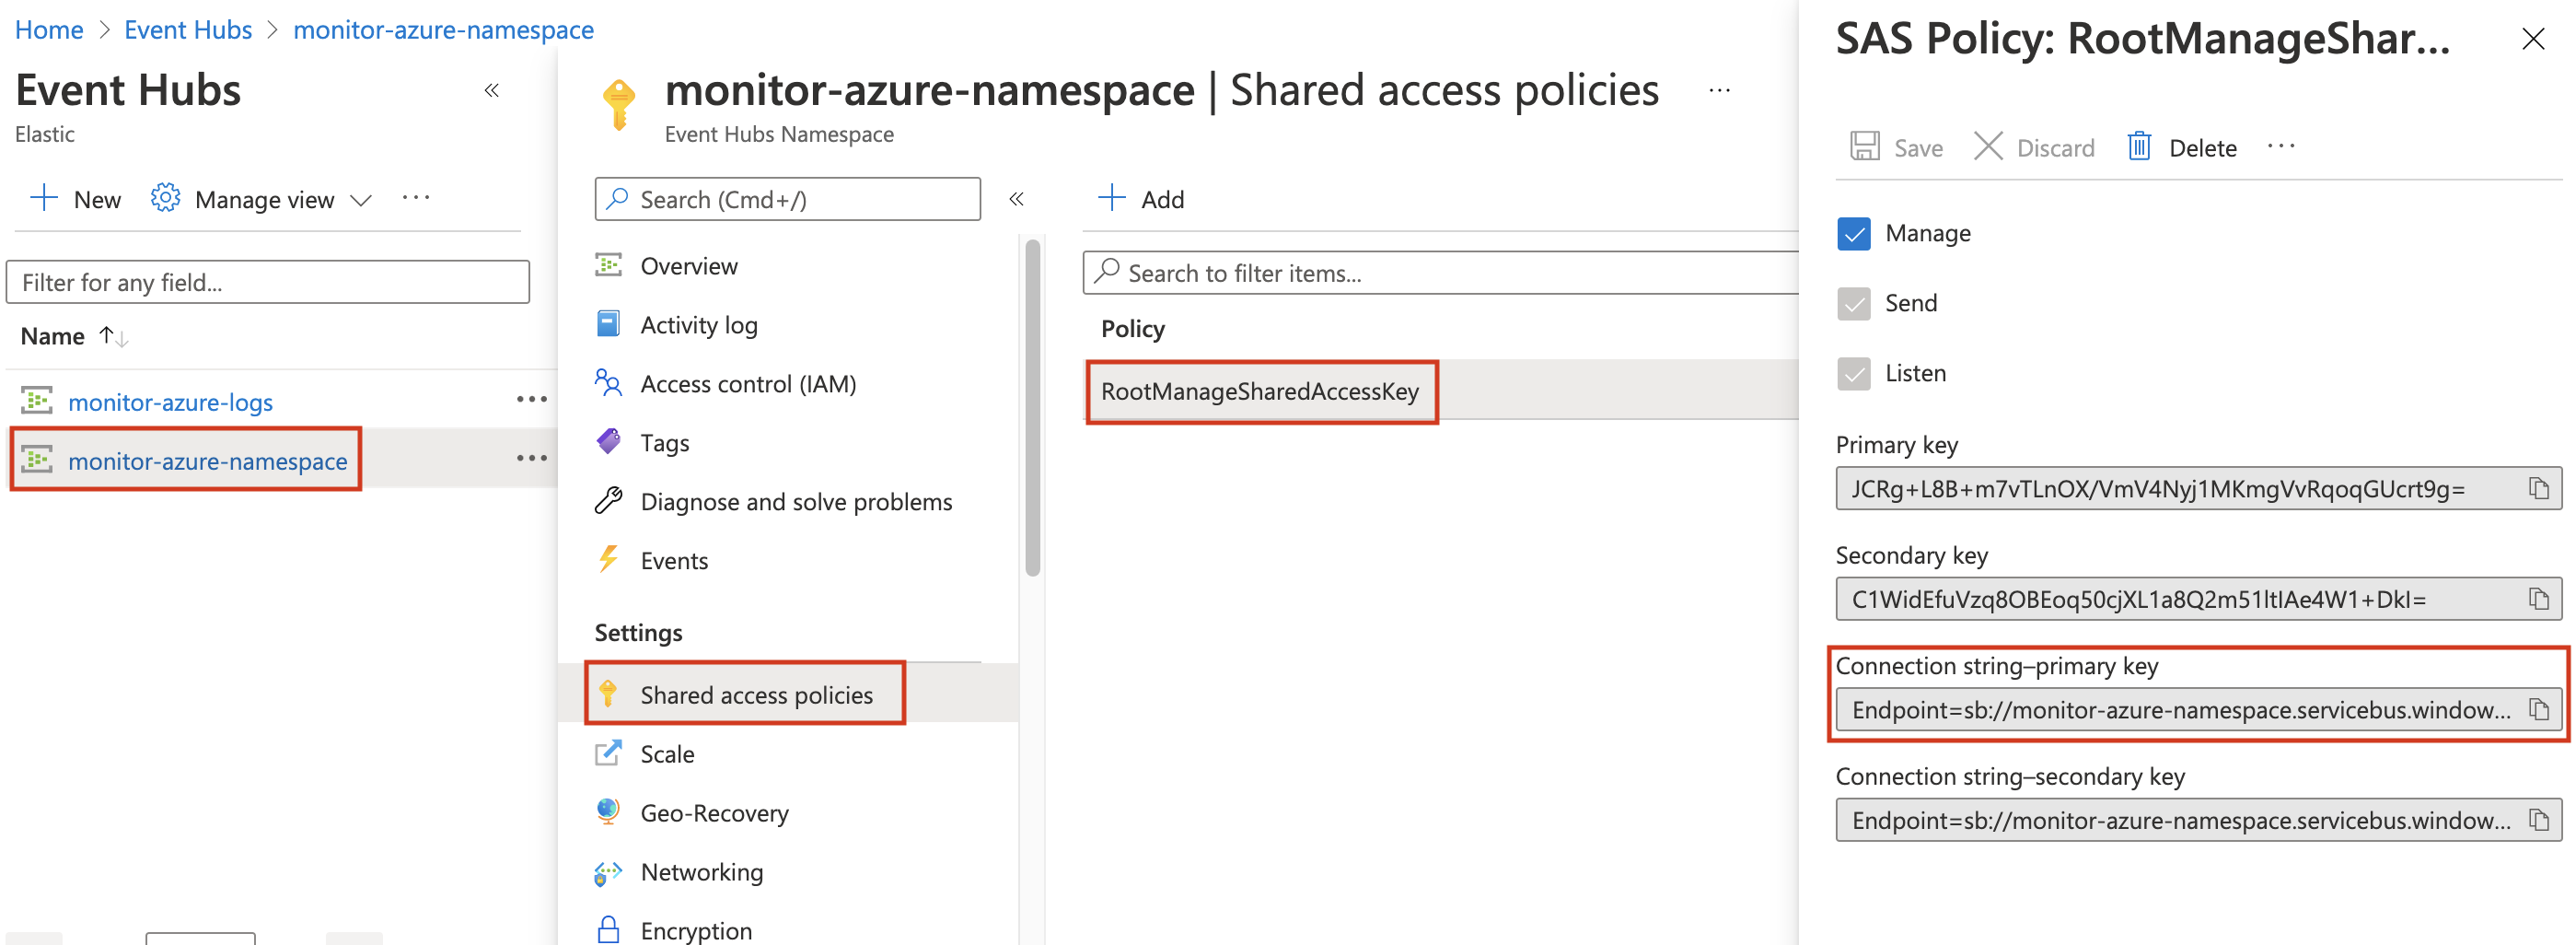 Home > Event Hubs > monitor-azure-namespace
Event Hubs
Elastic
New
Manage view
Filter for any field...
Name
monitor-azure-logs
monitor-azure-namespace
monitor-azure-namespace | Shared access policies
Event Hubs Namespace
Search (Cmd+/)
Overview
Activity log
Access control (IAM)
Tags
Diagnose and solve problems
Events
Settings
Shared access policies
Scale
Geo-Recovery
Networking
Encryption
Add
Search to filter items...
Policy
RootManageSharedAccessKey
SAS Policy: RootManageShar...
Save
Discard
Delete
Manage
Send
Listen
Primary key
JCRg+L8B+m7vTLnOX/VmV4Nyj1MKmgVvRqoqGUcrt9g=
Secondary key
C1WidEfuVzq8OBEoq50cjXL1a8Q2m51ltIAe4W1+DkI=
Connection string–primary key
Endpoint=sb://monitor-azure-namespace.servicebus.window...
Connection string–secondary key
Endpoint=sb://monitor-azure-namespace.servicebus.window...